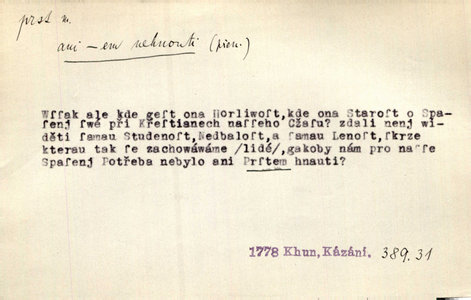 prst m.
ani -em nehnouti (přen.)
Wſſak ale kde geſt ona Horliwoſt,kde ona Staroſt o Spa-
ſenj ſwé při Křeſtianech naſſeho Cžaſu? zdali nenj wi-
děti ſamau Studenoſt,Nedbaloſt,a ſamau Lenoſt,ſkrze
kterau tak ſe zachowáwáme /lidé/,gakoby nám pro naſſe
Spaſenj Potřeba nebylo ani Prſtem hnauti?
1778 Khun, Kázáni. 389.31